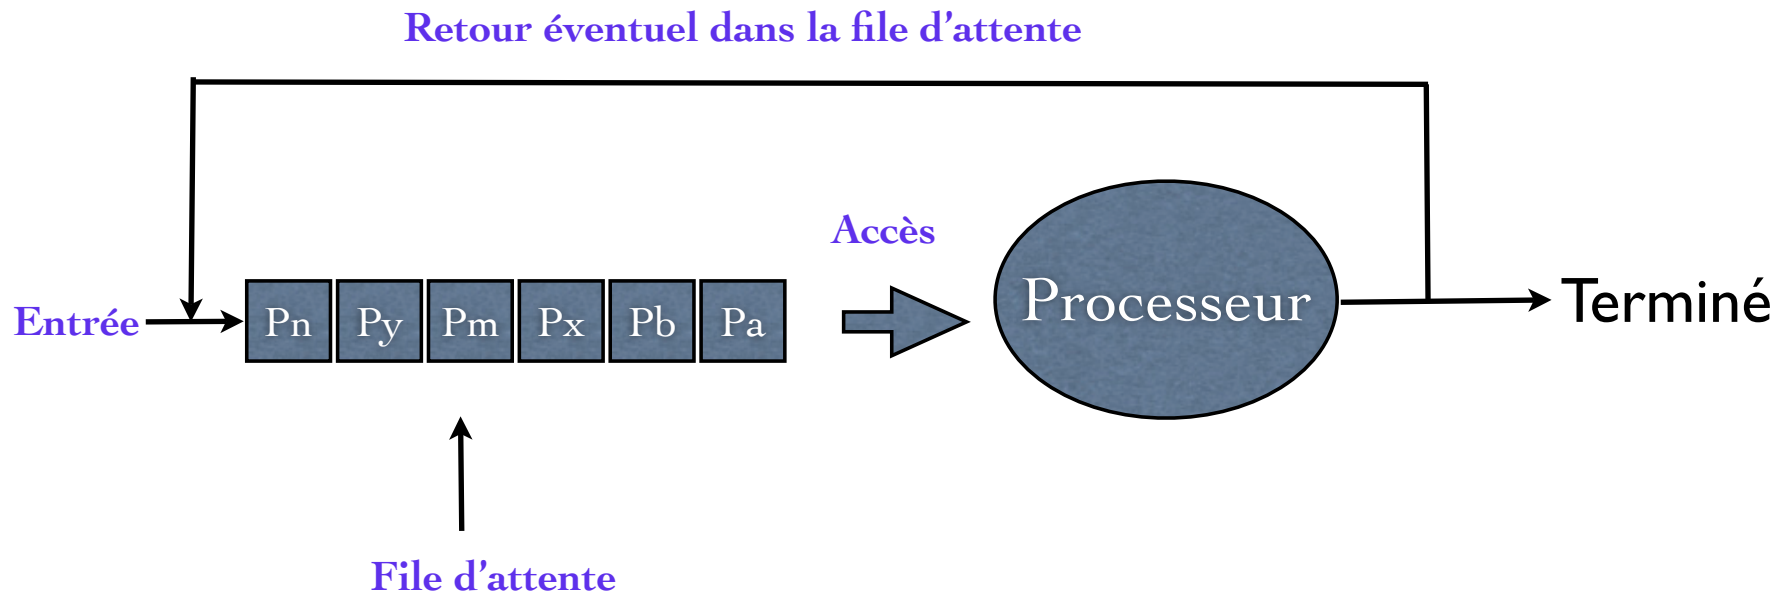 Retour éventuel dans la file d’attente
Accès
Entrée
Pn Py Pm Px Pb Pa
Processeur
Terminé
File d’attente